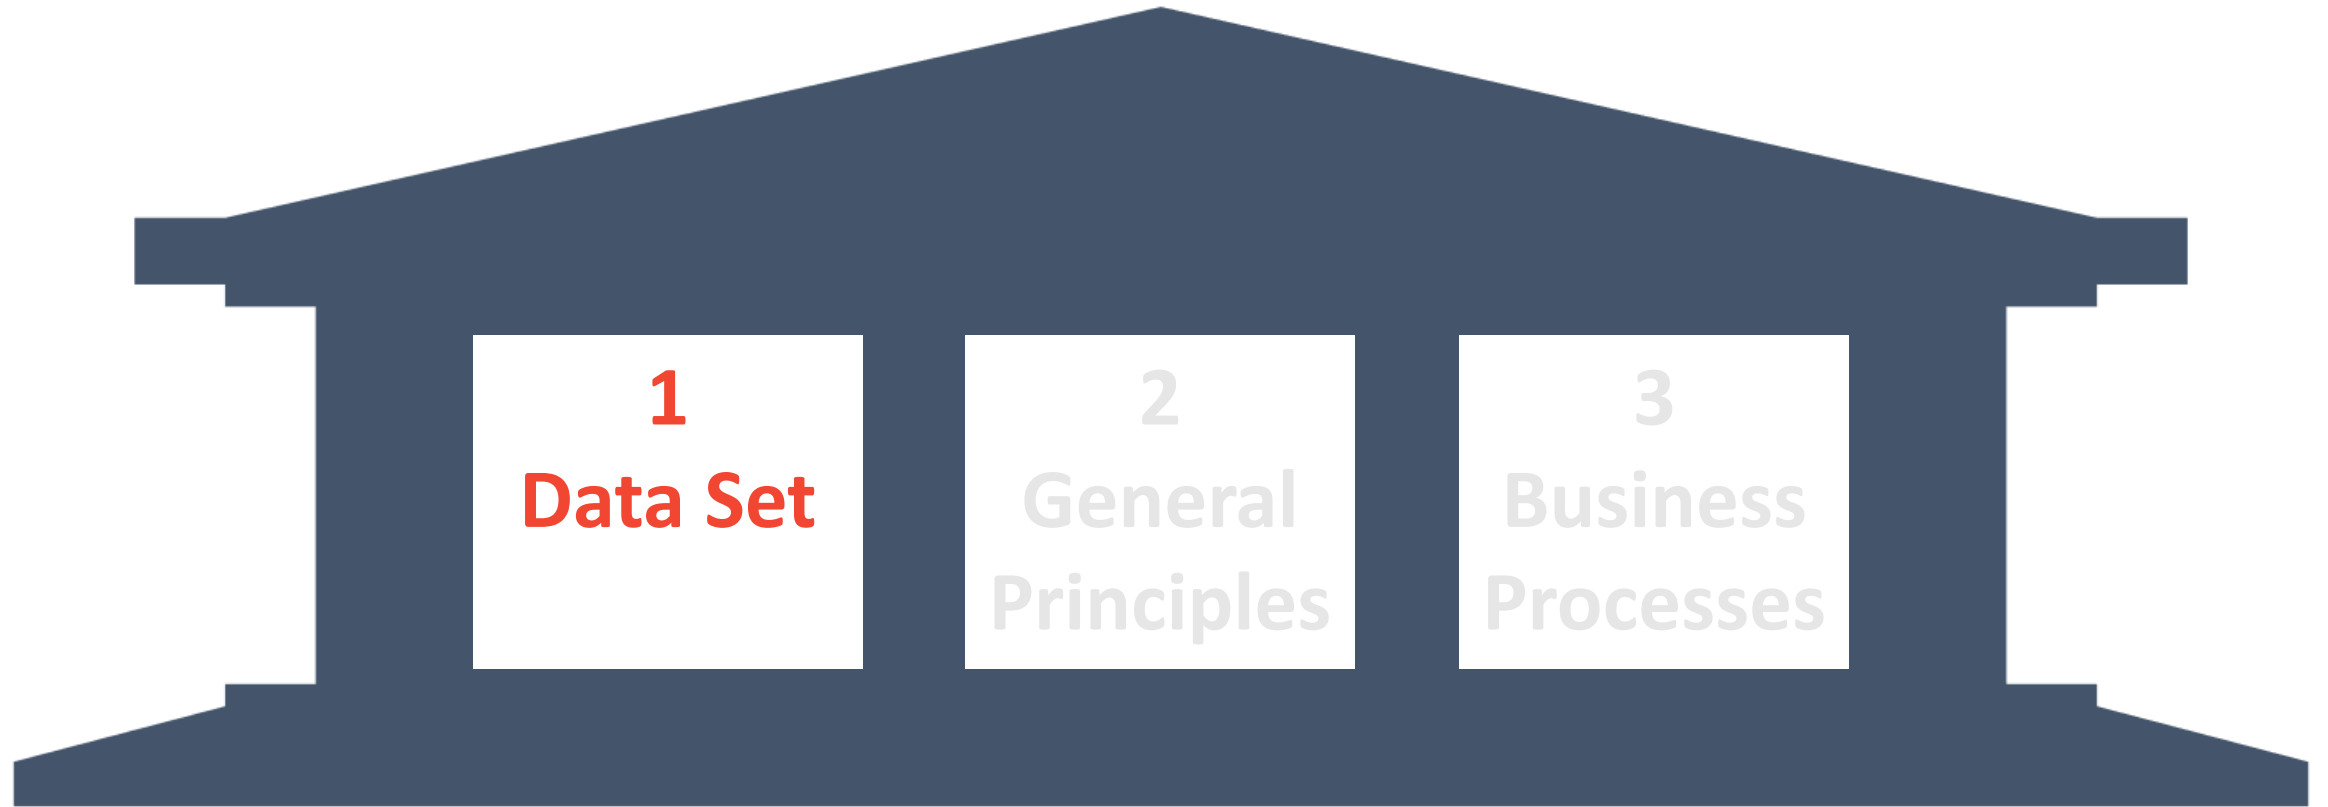 1
Data Set
2
General
Principles
3
Business
Processes